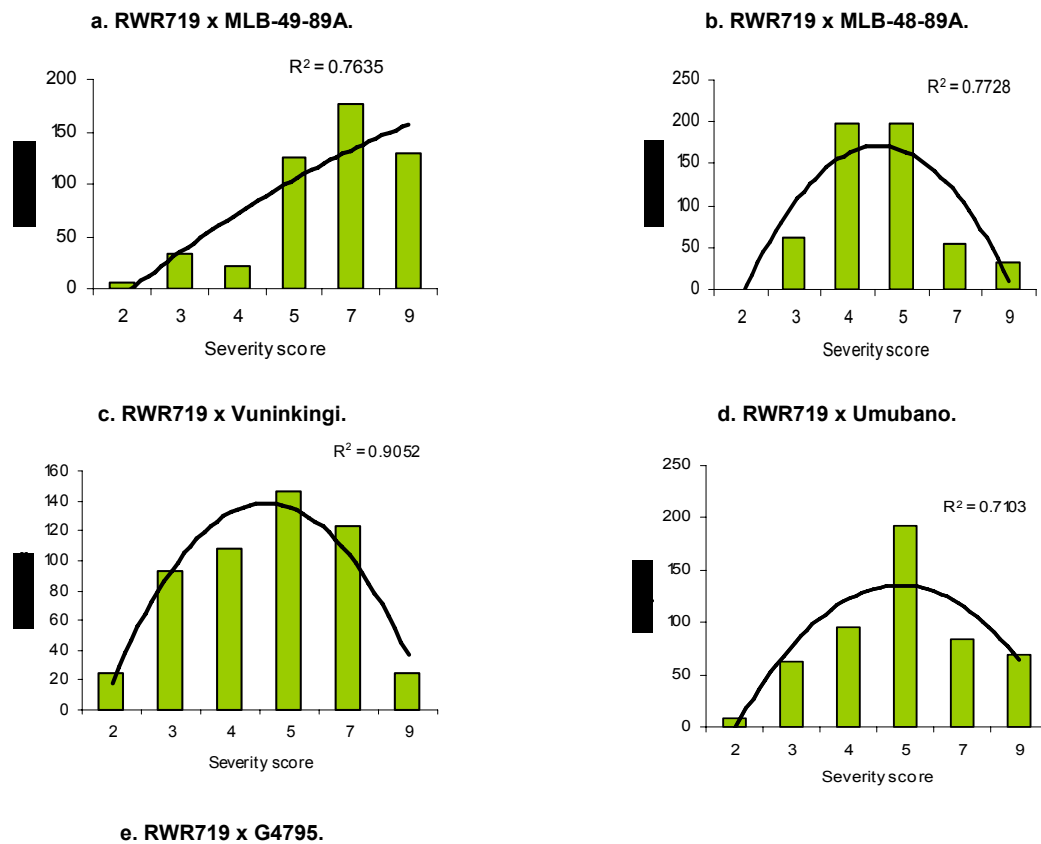 a. RWR719 x MLB-49-89A.
R² = 0.7635
200
150
100
50
0
2 3 4 5 7 9
Severity score
b. RWR719 x MLB-48-89A.
R² = 0.7728
250
200
150
100
50
0
2 3 4 5 7 9
Severity score
c. RWR719 x Vuninkingi.
R² = 0.9052
160
140
120
100
80
60
40
20
0
2 3 4 5 7 9
Severity score
d. RWR719 x Umubano.
R² = 0.7103
250
200
150
100
50
0
2 3 4 5 7 9
Severity score
e. RWR719 x G4795.